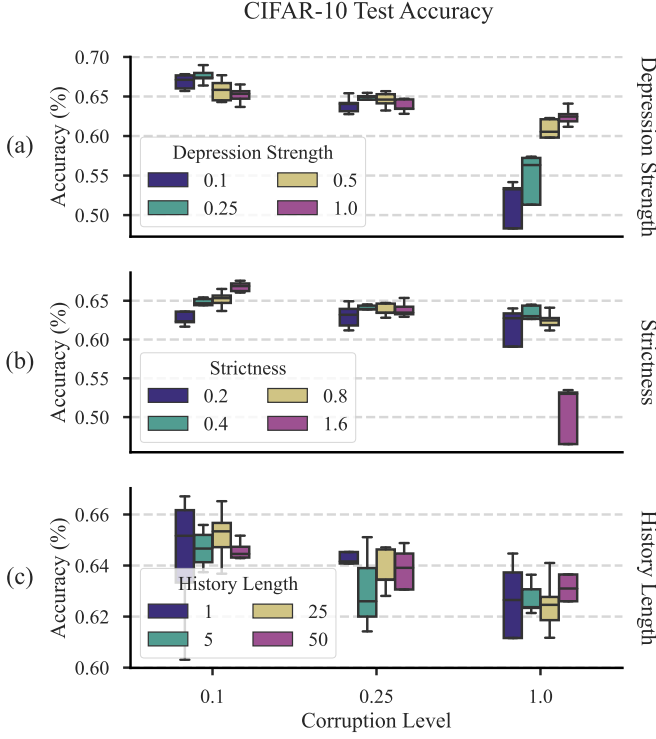 CIFAR-10 Test Accuracy
(a)
Accuracy (%)
0.70
0.65
0.60
0.55
0.50
Depression Strength
0.1
0.5
0.25
1.0
Depression Strength
(b)
Accuracy (%)
0.65
0.60
0.55
0.50
Strictness
0.2
0.8
0.4
1.6
Strictness
(c)
Accuracy (%)
0.66
0.64
0.62
0.60
History Length
1
25
5
50
History Length
0.1
0.25
1.0
Corruption Level